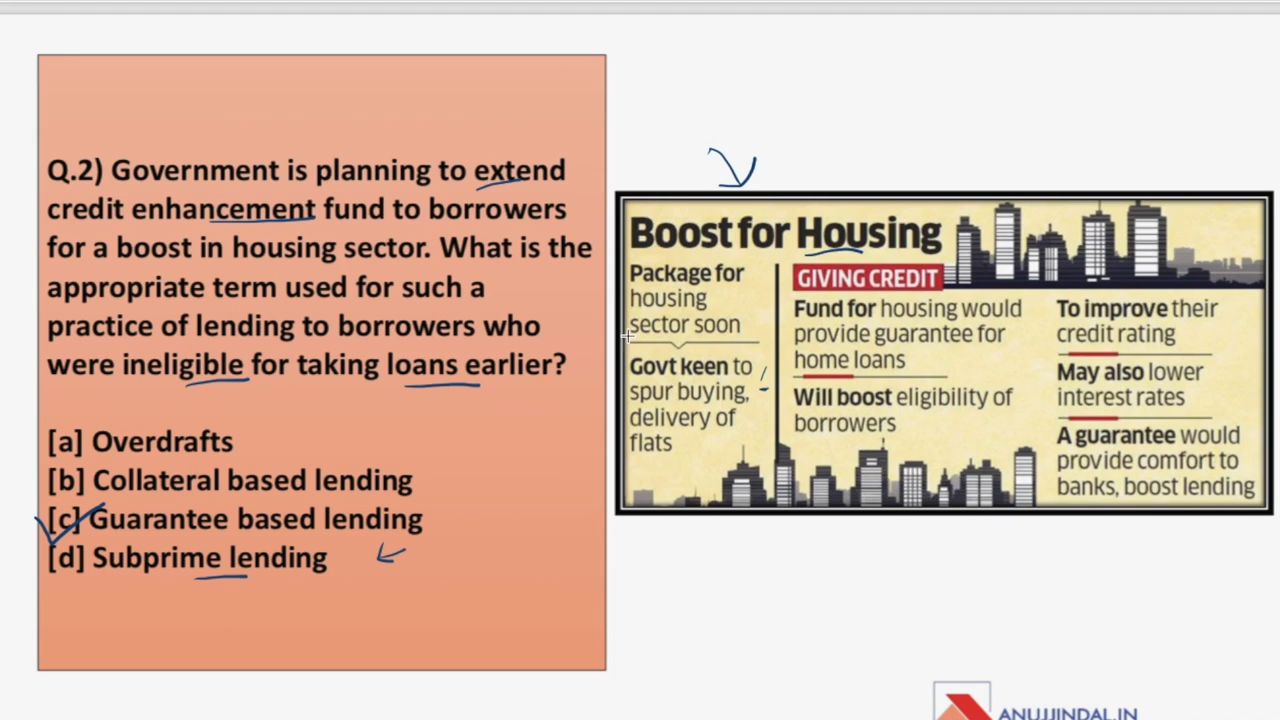 Q.2) Government is planning to extend
credit enhancement fund to borrowers
for a boost in housing sector. What is the
appropriate term used for such a
practice of lending to borrowers who
were ineligible for taking loans earlier?
[a] Overdrafts
[b] Collateral based lending
[c] Guarantee based lending
[d] Subprime lending
Boost for Housing
Package for
housing
sector soon
Govt keen to
spur buying,
delivery of
flats
GIVING CREDIT
Fund for housing would
provide guarantee for
home loans
Will boost eligibility of
borrowers
To improve their
credit rating
May also lower
interest rates
A guarantee would
provide comfort to
banks, boost lending
ANUJJINDAL.IN